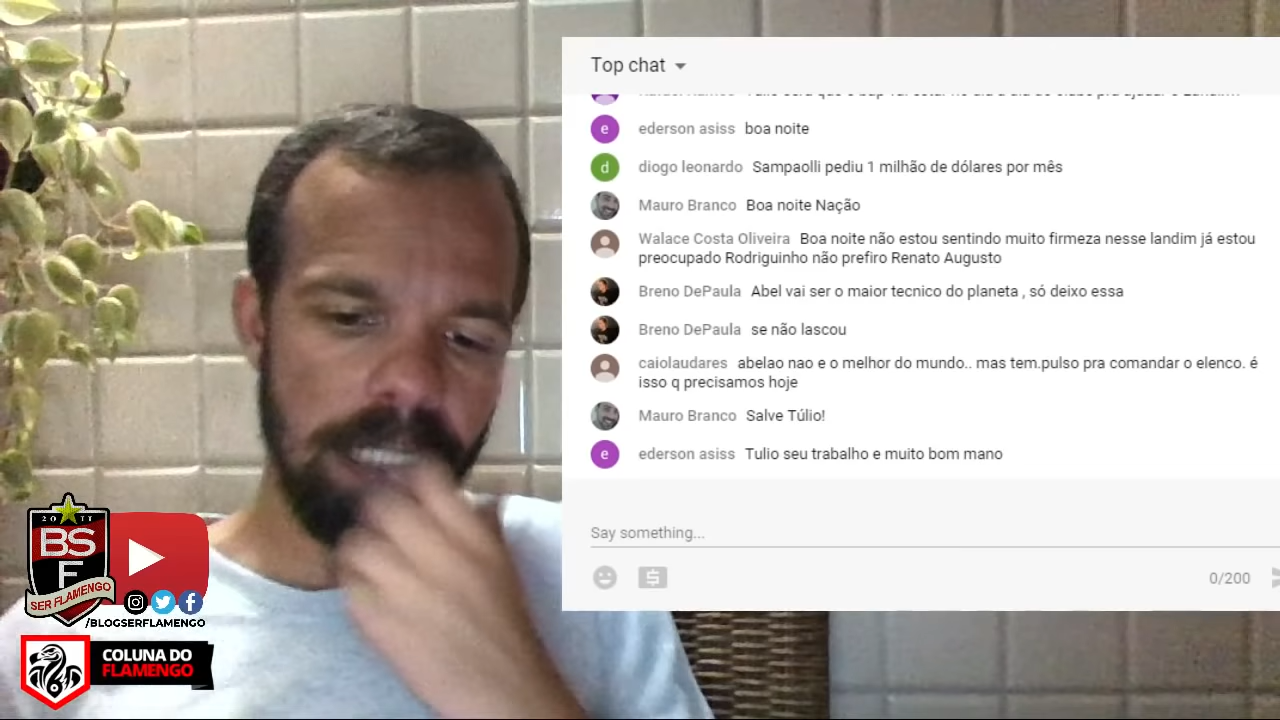 Top chat
ederson asiss boa noite
diogo leonardo Sampaolli pediu 1 milhão de dólares por mês
Mauro Branco Boa noite Nação
Walace Costa Oliveira Boa noite não estou sentindo muito firmeza nesse landim já estou
preocupado Rodriguinho não prefiro Renato Augusto
Breno DePaula Abel vai ser o maior tecnico do planeta , só deixo essa
Breno DePaula se não lascou
caiolaudares abelao nao e o melhor do mundo.. mas tem.pulso pra comandar o elenco. é
isso q precisamos hoje
Mauro Branco Salve Túlio!
ederson asiss Tulio seu trabalho e muito bom mano
Say something...
0/200
2011
BSF
SER FLAMENGO
/BLOGSERFLAMENGO
COLUNA DO
FLAMENGO